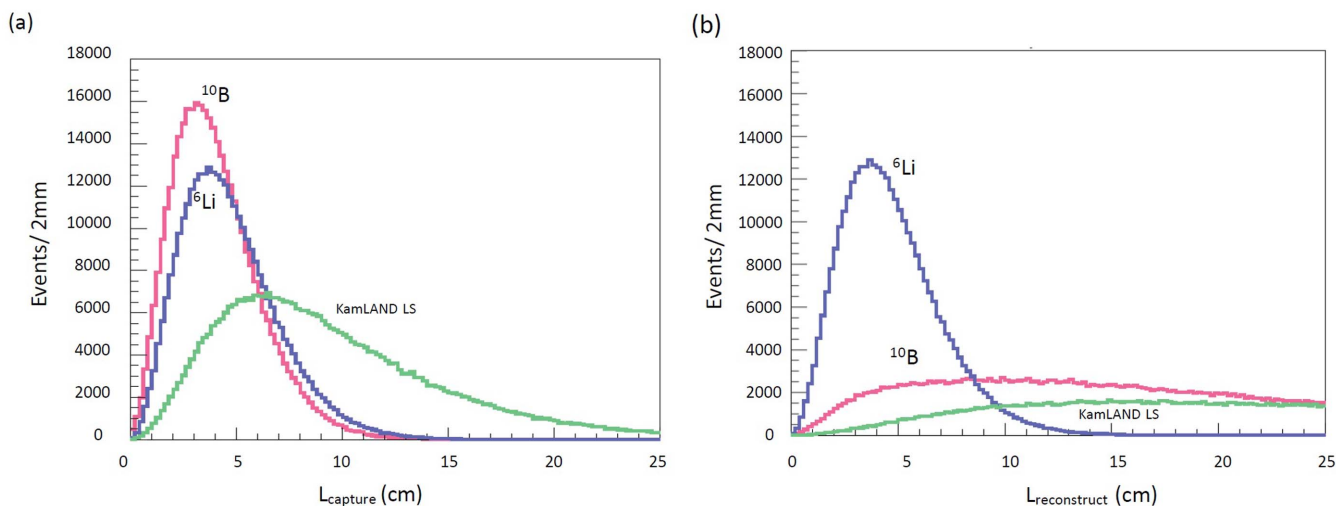 (a)
18000
16000
14000
12000
10000
8000
6000
4000
2000
0
Events/ 2mm
¹⁰B
⁶Li
KamLAND LS
0 5 10 15 20 25
Lcapture (cm)
(b)
18000
16000
14000
12000
10000
8000
6000
4000
2000
0
Events/ 2mm
⁶Li
¹⁰B
KamLAND LS
0 5 10 15 20 25
Lreconstruct (cm)